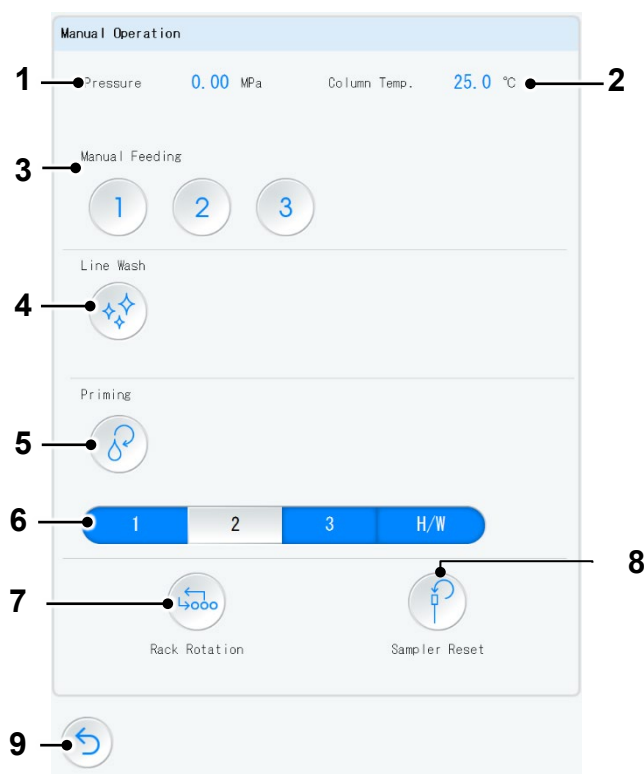 Manual Operation
1 Pressure 0.00 MPa Column Temp. 25.0 ℃ 2
Manual Feeding
3
1 2 3
Line Wash
4
Priming
5
6 1 2 3 H/W
8
7
Rack Rotation Sampler Reset
9